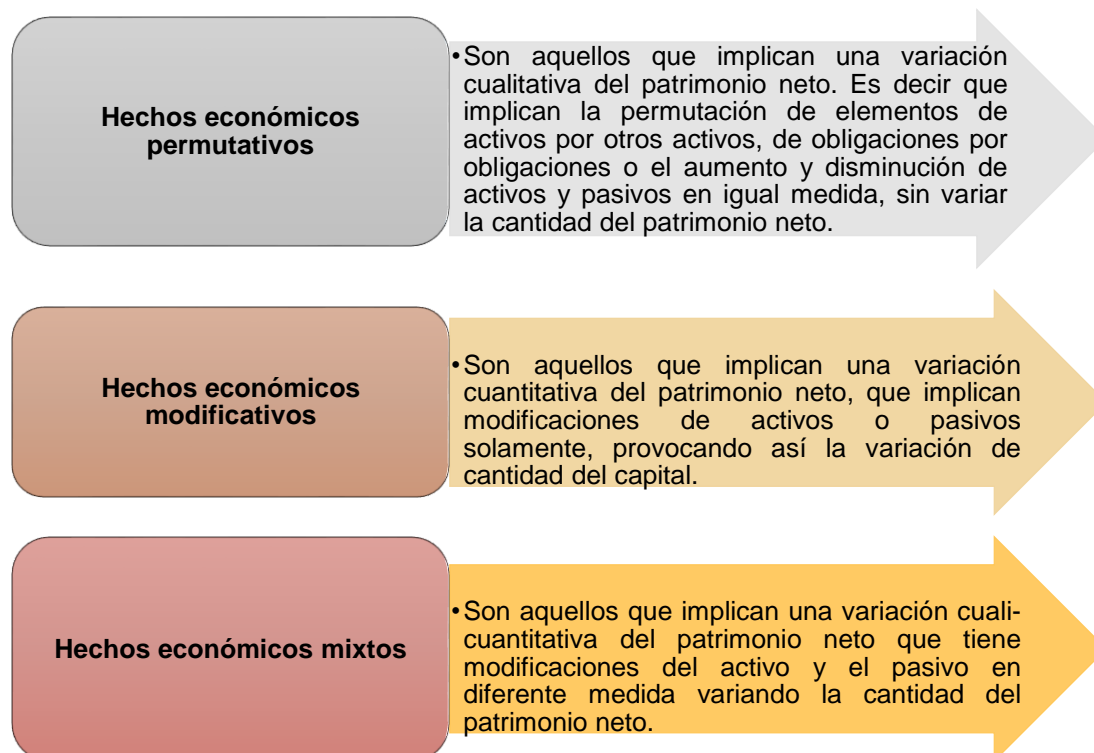 Hechos económicos
permutativos
•Son aquellos que implican una variación
cualitativa del patrimonio neto. Es decir que
implican la permutación de elementos de
activos por otros activos, de obligaciones por
obligaciones o el aumento y disminución de
activos y pasivos en igual medida, sin variar
la cantidad del patrimonio neto.
Hechos económicos
modificativos
•Son aquellos que implican una variación
cuantitativa del patrimonio neto, que implican
modificaciones de activos o pasivos
solamente, provocando así la variación de
cantidad del capital.
Hechos económicos mixtos
•Son aquellos que implican una variación cuali-
cuantitativa del patrimonio neto que tiene
modificaciones del activo y el pasivo en
diferente medida variando la cantidad del
patrimonio neto.